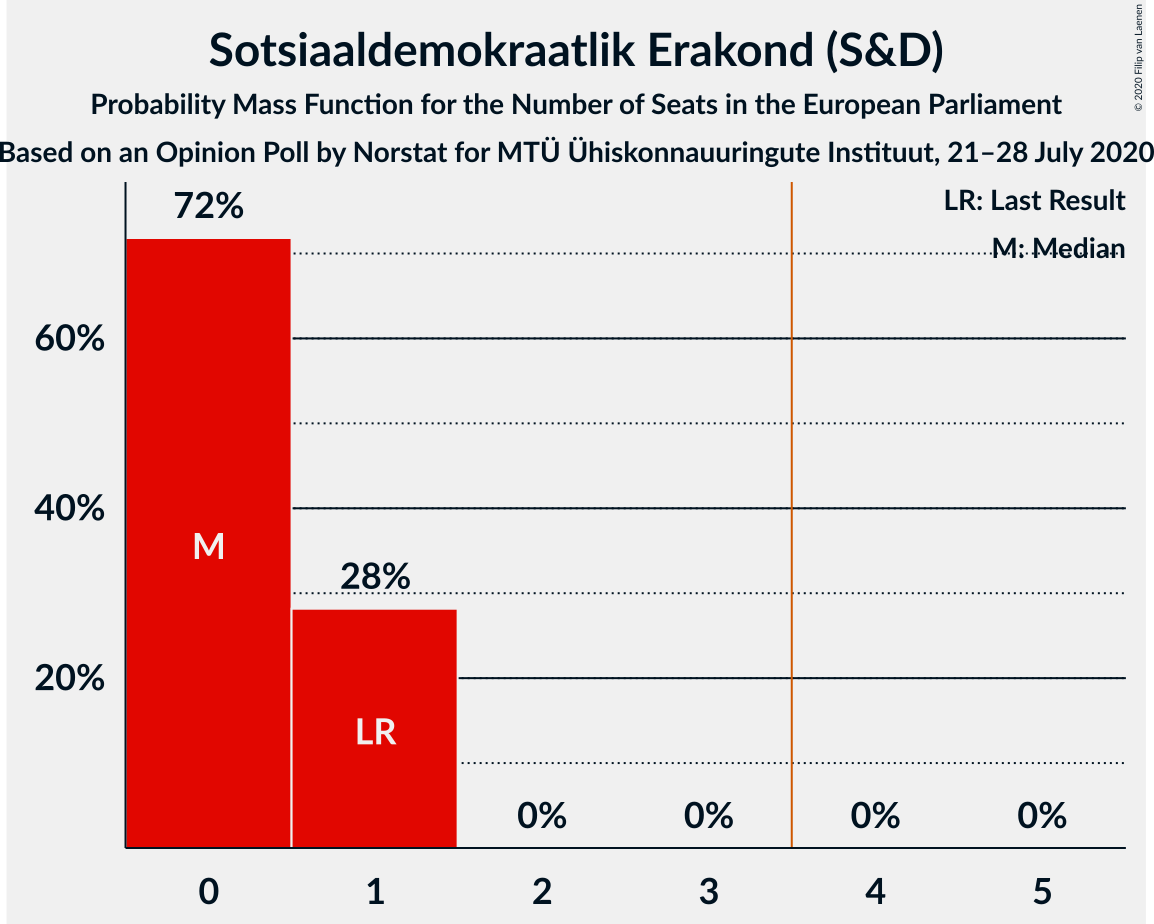 Sotsiaaldemokraatlik Erakond (S&D)
Probability Mass Function for the Number of Seats in the European Parliament
Based on an Opinion Poll by Norstat for MTÜ Ühiskonnauuringute Instituut, 21–28 July 2020
© 2020 Filip van Laenen
LR: Last Result
M: Median
72%
60%
40%
M
28%
20%
LR
0% 0% 0% 0%
0 1 2 3 4 5